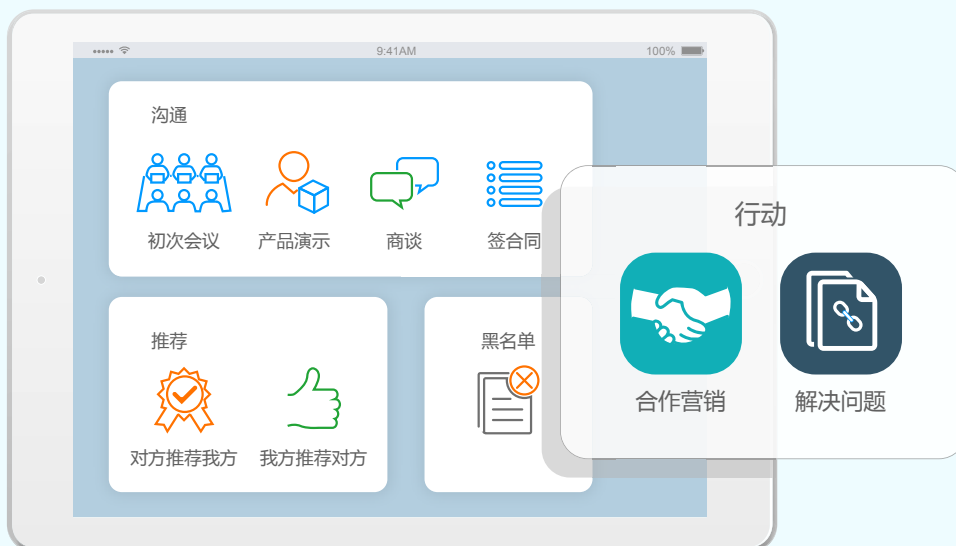 9:41AM
100%
沟通
初次会议
产品演示
商谈
签合同
行动
合作营销
解决问题
推荐
对方推荐我方
我方推荐对方
黑名单